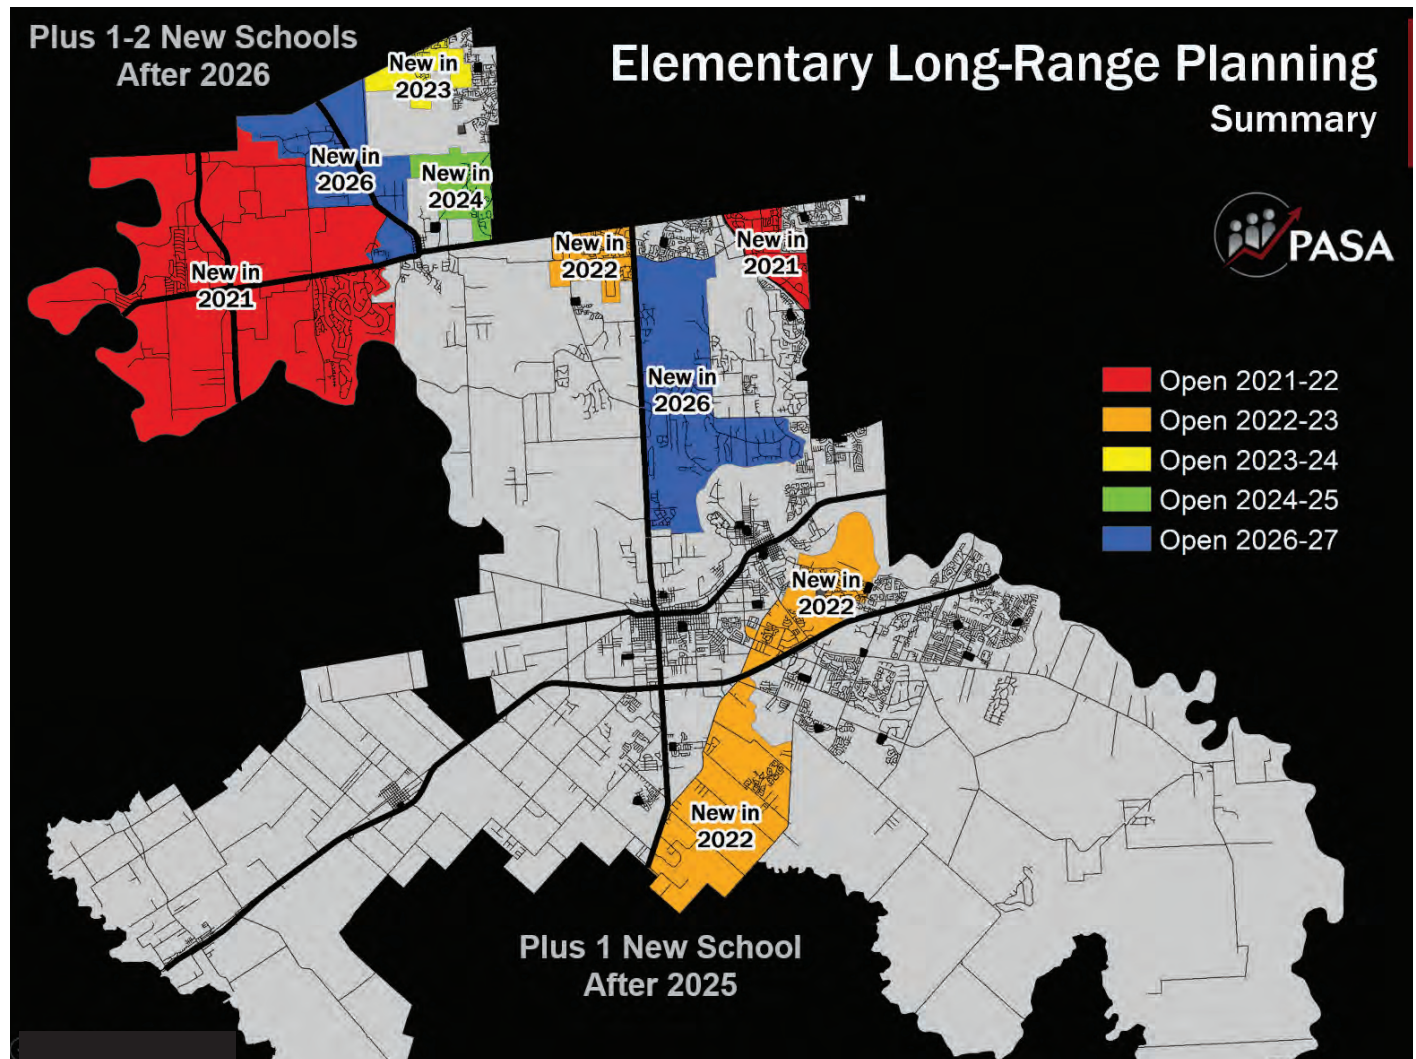 Plus 1-2 New Schools
After 2026
Elementary Long-Range Planning
Summary
New in
2023
New in
2026
New in
2024
New in
2021
New in
2022
New in
2021
PASA
New in
2026
Open 2021-22
Open 2022-23
Open 2023-24
Open 2024-25
Open 2026-27
New in
2022
New in
2022
Plus 1 New School
After 2025